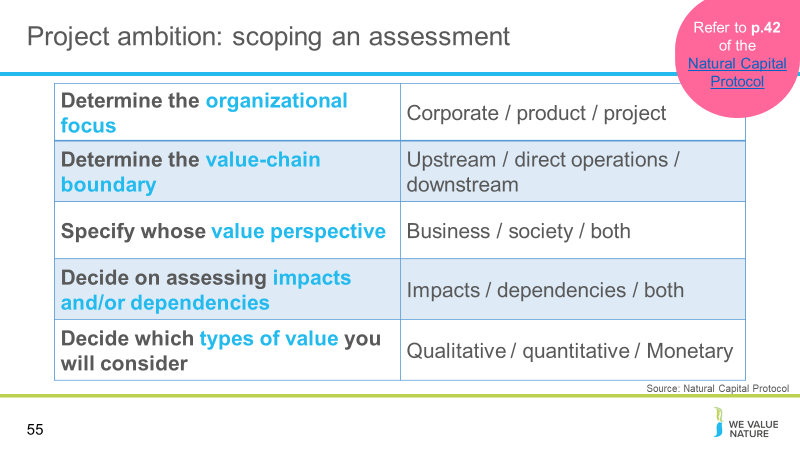 Project ambition: scoping an assessment
Refer to p.42
of the
Natural Capital
Protocol
Determine the organizational
focus
Corporate / product / project
Determine the value-chain
boundary
Upstream / direct operations /
downstream
Specify whose value perspective
Business / society / both
Decide on assessing impacts
and/or dependencies
Impacts / dependencies / both
Decide which types of value you
will consider
Qualitative / quantitative / Monetary
Source: Natural Capital Protocol
55
WE VALUE
NATURE